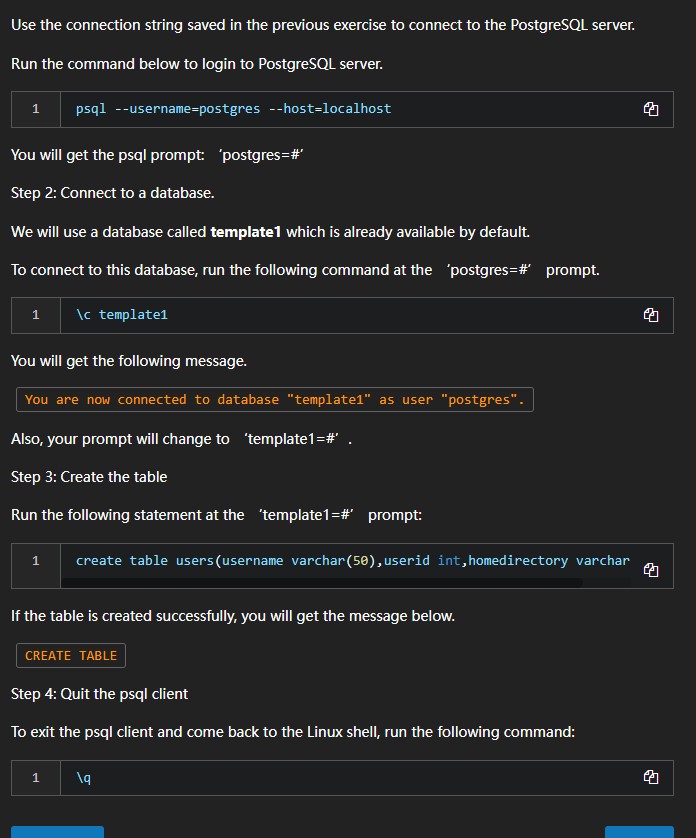 Use the connection string saved in the previous exercise to connect to the PostgreSQL server.
Run the command below to login to PostgreSQL server.
1 psql --username=postgres --host=localhost
You will get the psql prompt: ‘postgres=#’
Step 2: Connect to a database.
We will use a database called template1 which is already available by default.
To connect to this database, run the following command at the ‘postgres=#’ prompt.
1 \c template1
You will get the following message.
You are now connected to database "template1" as user "postgres".
Also, your prompt will change to ‘template1=#’ .
Step 3: Create the table
Run the following statement at the ‘template1=#’ prompt:
1 create table users(username varchar(50),userid int,homedirectory varchar
If the table is created successfully, you will get the message below.
CREATE TABLE
Step 4: Quit the psql client
To exit the psql client and come back to the Linux shell, run the following command:
1 \q